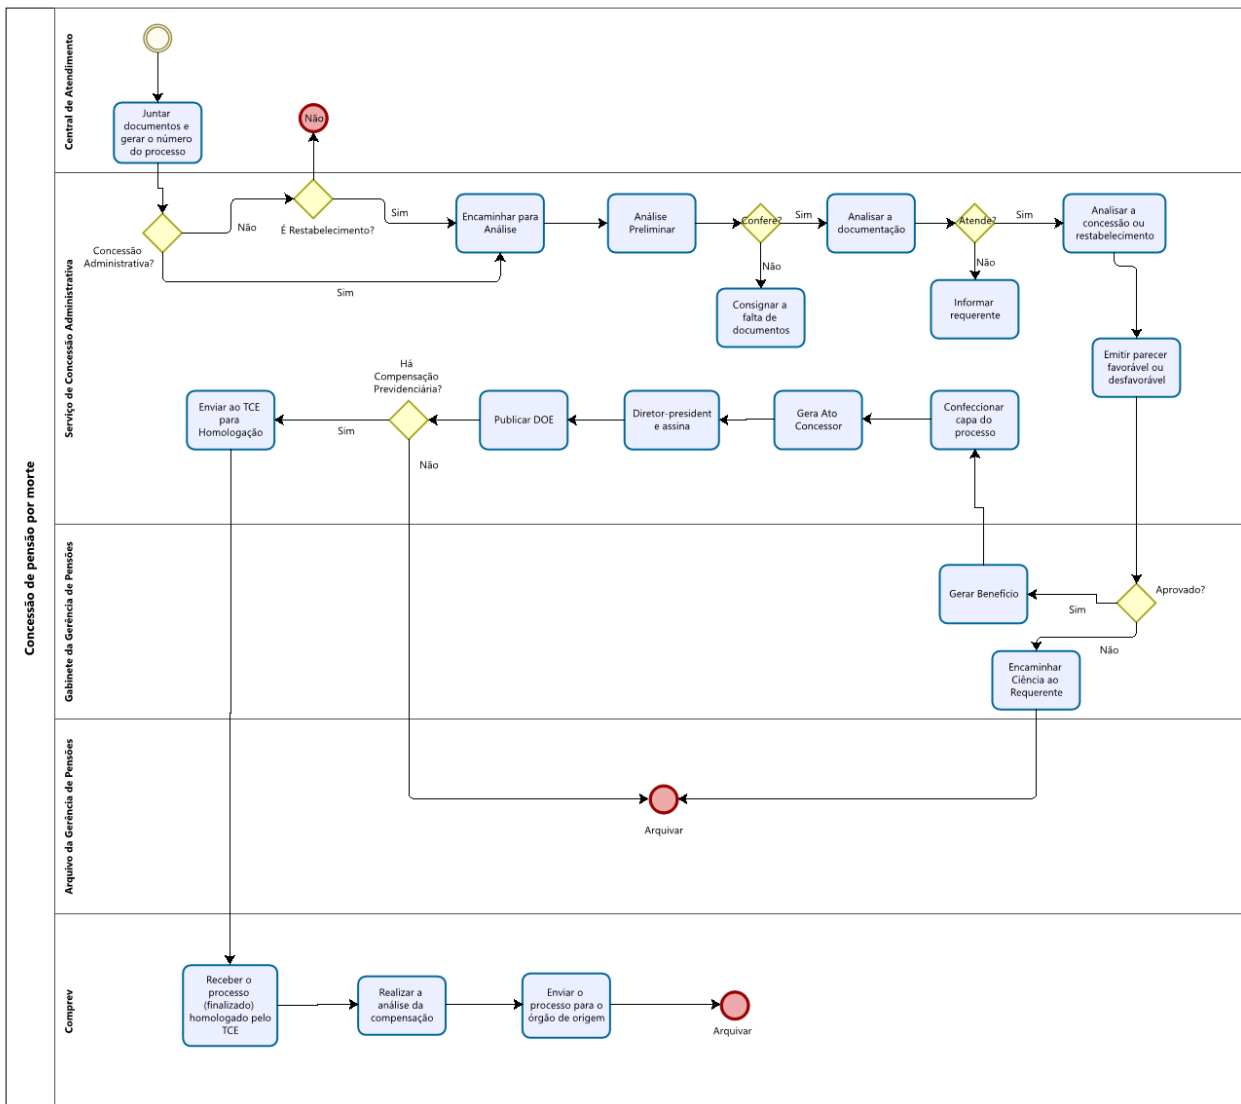 Concessão de pensão por morte
Central de Atendimento
Juntar
documentos e
gerar o número
do processo
Não
Serviço de Concessão Administrativa
Concessão
Administrativa?
Não
É Restabelecimento?
Sim
Sim
Encaminhar para
Análise
Análise
Preliminar
Confere?
Sim
Não
Consignar a
falta de
documentos
Analisar a
documentação
Atende?
Sim
Não
Informar
requerente
Analisar a
concessão ou
restabelecimento
Emitir parecer
favorável ou
desfavorável
Confeccionar
capa do
processo
Gera Ato
Concessor
Diretor-president
e assina
Publicar DOE
Há
Compensação
Previdenciária?
Sim
Não
Enviar ao TCE
para
Homologação
Gabinete da Gerência de Pensões
Aprovado?
Sim
Não
Gerar Benefício
Encaminhar
Ciência ao
Requerente
Arquivo da Gerência de Pensões
Arquivar
Comprev
Receber o
processo
(finalizado)
homologado pelo
TCE
Realizar a
análise da
compensação
Enviar o
processo para o
órgão de origem
Arquivar